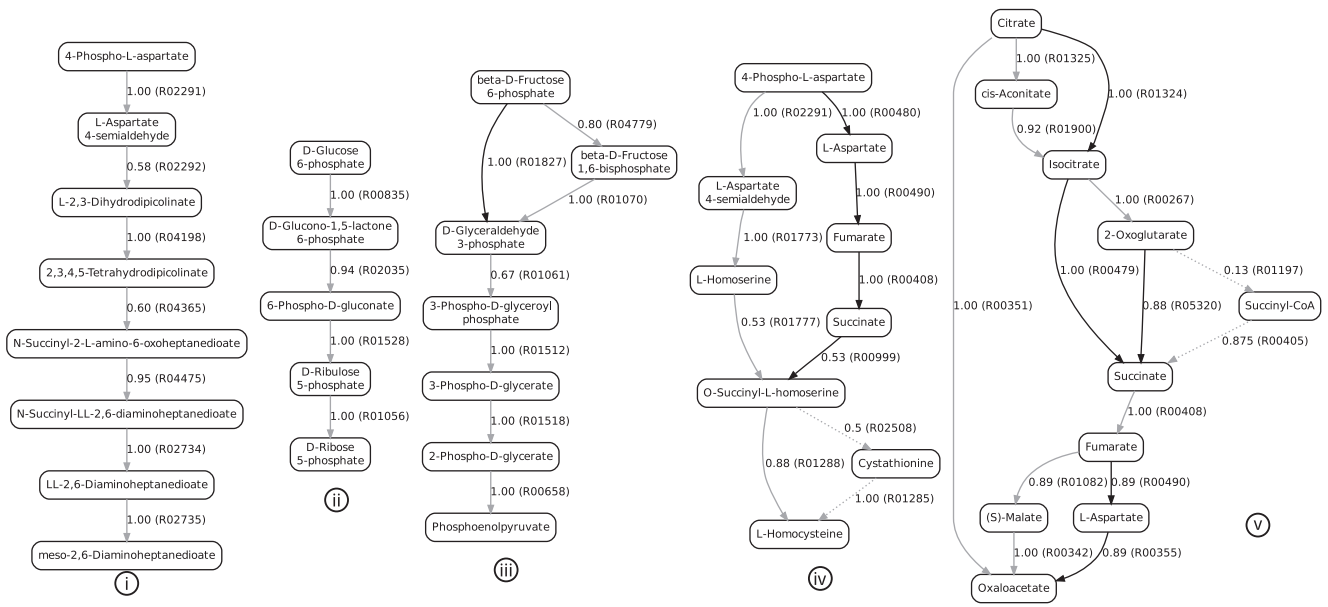 4-Phospho-L-aspartate
1.00 (R02291)
L-Aspartate
4-semialdehyde
0.58 (R02292)
L-2,3-Dihydrodipicolinate
1.00 (R04198)
2,3,4,5-Tetrahydrodipicolinate
0.60 (R04365)
N-Succinyl-2-L-amino-6-oxoheptanedioate
0.95 (R04475)
N-Succinyl-LL-2,6-diaminoheptanedioate
1.00 (R02734)
LL-2,6-Diaminoheptanedioate
1.00 (R02735)
meso-2,6-Diaminoheptanedioate
i
D-Glucose
6-phosphate
1.00 (R00835)
D-Glucono-1,5-lactone
6-phosphate
0.94 (R02035)
6-Phospho-D-gluconate
1.00 (R01528)
D-Ribulose
5-phosphate
1.00 (R01056)
D-Ribose
5-phosphate
ii
beta-D-Fructose
6-phosphate
0.80 (R04779)
1.00 (R01827)
beta-D-Fructose
1,6-bisphosphate
1.00 (R01070)
D-Glyceraldehyde
3-phosphate
0.67 (R01061)
3-Phospho-D-glyceroyl
phosphate
1.00 (R01512)
3-Phospho-D-glycerate
1.00 (R01518)
2-Phospho-D-glycerate
1.00 (R00658)
Phosphoenolpyruvate
iii
4-Phospho-L-aspartate
1.00 (R02291)
1.00 (R00480)
L-Aspartate
L-Aspartate
4-semialdehyde
1.00 (R00490)
1.00 (R01773)
Fumarate
L-Homoserine
1.00 (R00408)
0.53 (R01777)
Succinate
0.53 (R00999)
O-Succinyl-L-homoserine
0.5 (R02508)
0.88 (R01288)
Cystathionine
1.00 (R01285)
L-Homocysteine
iv
Citrate
1.00 (R01325)
cis-Aconitate
1.00 (R01324)
0.92 (R01900)
Isocitrate
1.00 (R00267)
2-Oxoglutarate
1.00 (R00479)
0.13 (R01197)
1.00 (R00351)
0.88 (R05320)
Succinyl-CoA
0.875 (R00405)
Succinate
1.00 (R00408)
Fumarate
0.89 (R01082)
0.89 (R00490)
(S)-Malate
L-Aspartate
1.00 (R00342)
0.89 (R00355)
Oxaloacetate
v